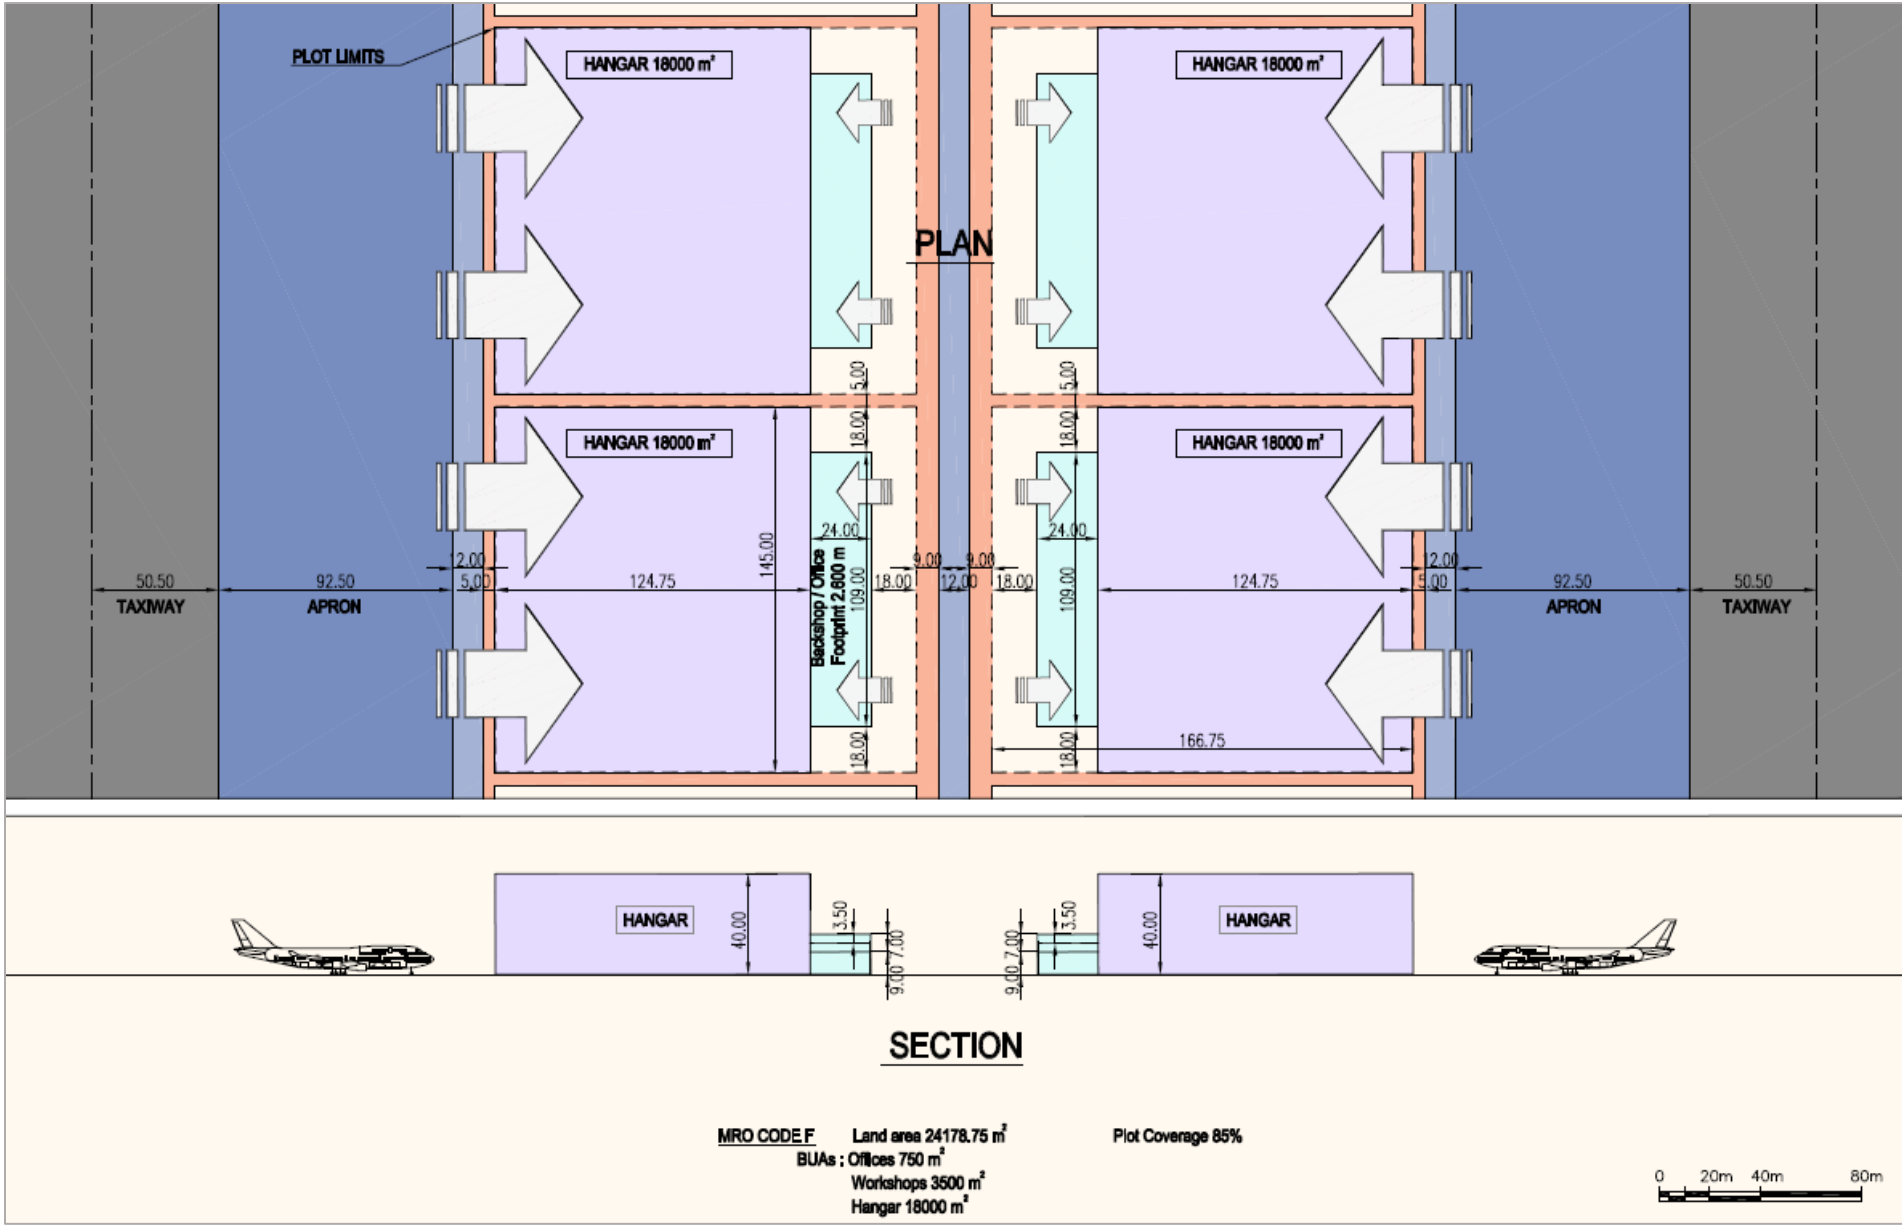 PLOT LIMITS
HANGAR 18000 m²
HANGAR 18000 m²
PLAN
5.00
5.00
18.00
18.00
HANGAR 18000 m²
HANGAR 18000 m²
145.00
24.00
24.00
12.00
9.00
9.00
12.00
50.50
92.50
5.00
124.75
Backshop / Office
Footprint 2,600 m
109.00
18.00
12.00
18.00
109.00
124.75
5.00
92.50
50.50
TAXIWAY
APRON
APRON
TAXIWAY
18.00
18.00
166.75
HANGAR
40.00
3.50
7.00
9.00
7.00
9.00
3.50
40.00
HANGAR
SECTION
MRO CODE F Land area 24178.75 m² Plot Coverage 85%
BUAs : Offices 750 m²
Workshops 3500 m²
Hangar 18000 m²
0 20m 40m 80m